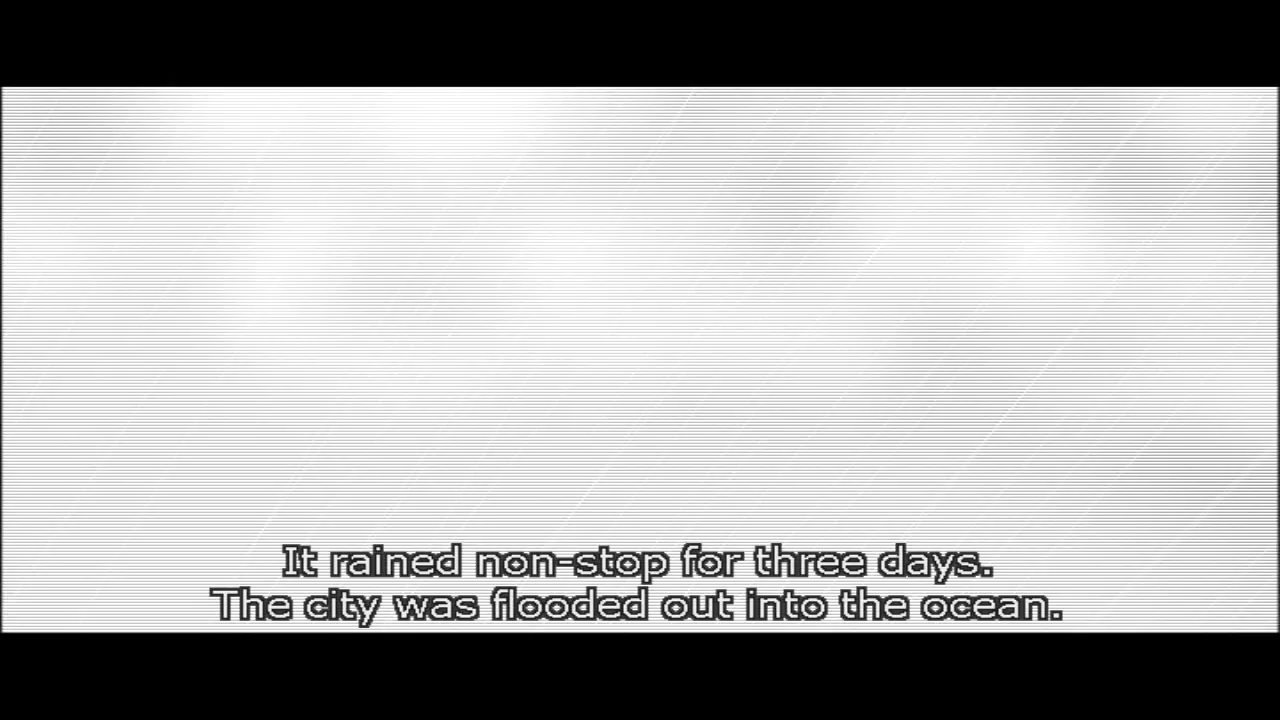 It rained non-stop for three days.
The city was flooded out into the ocean.